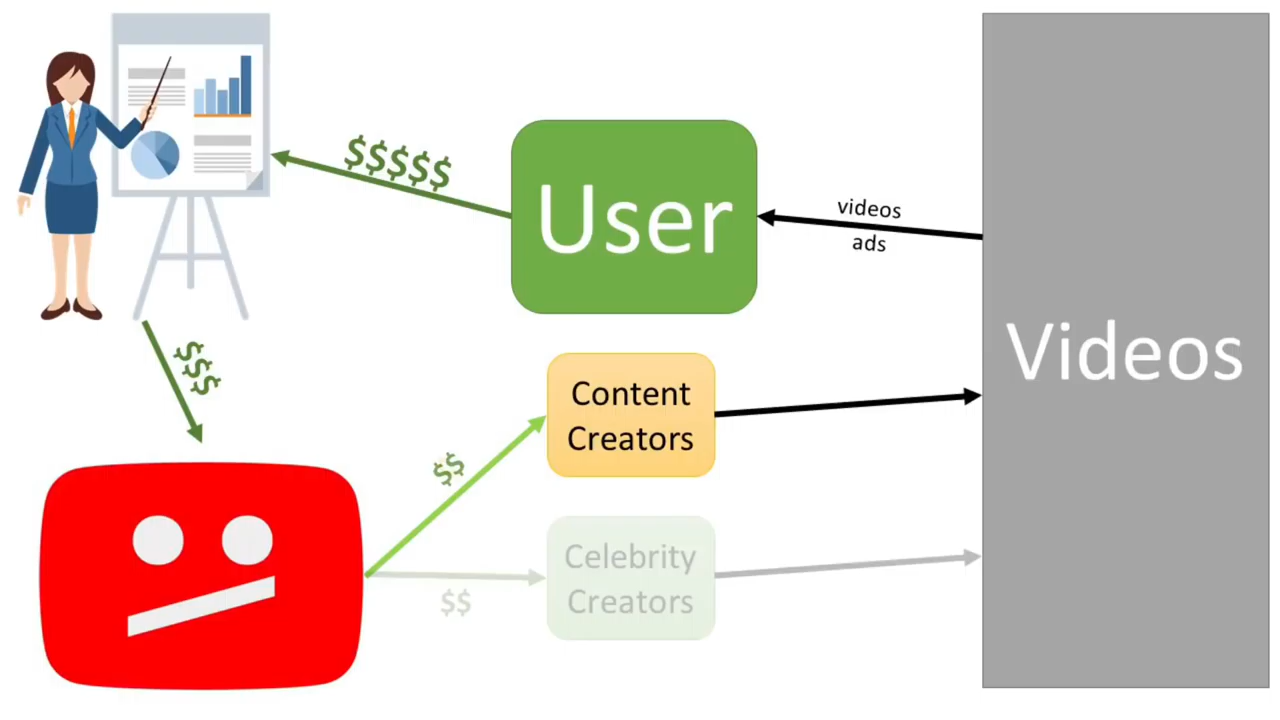 $$$$$
User
videos
ads
Videos
$$$
Content
Creators
$$
Celebrity
Creators
$$